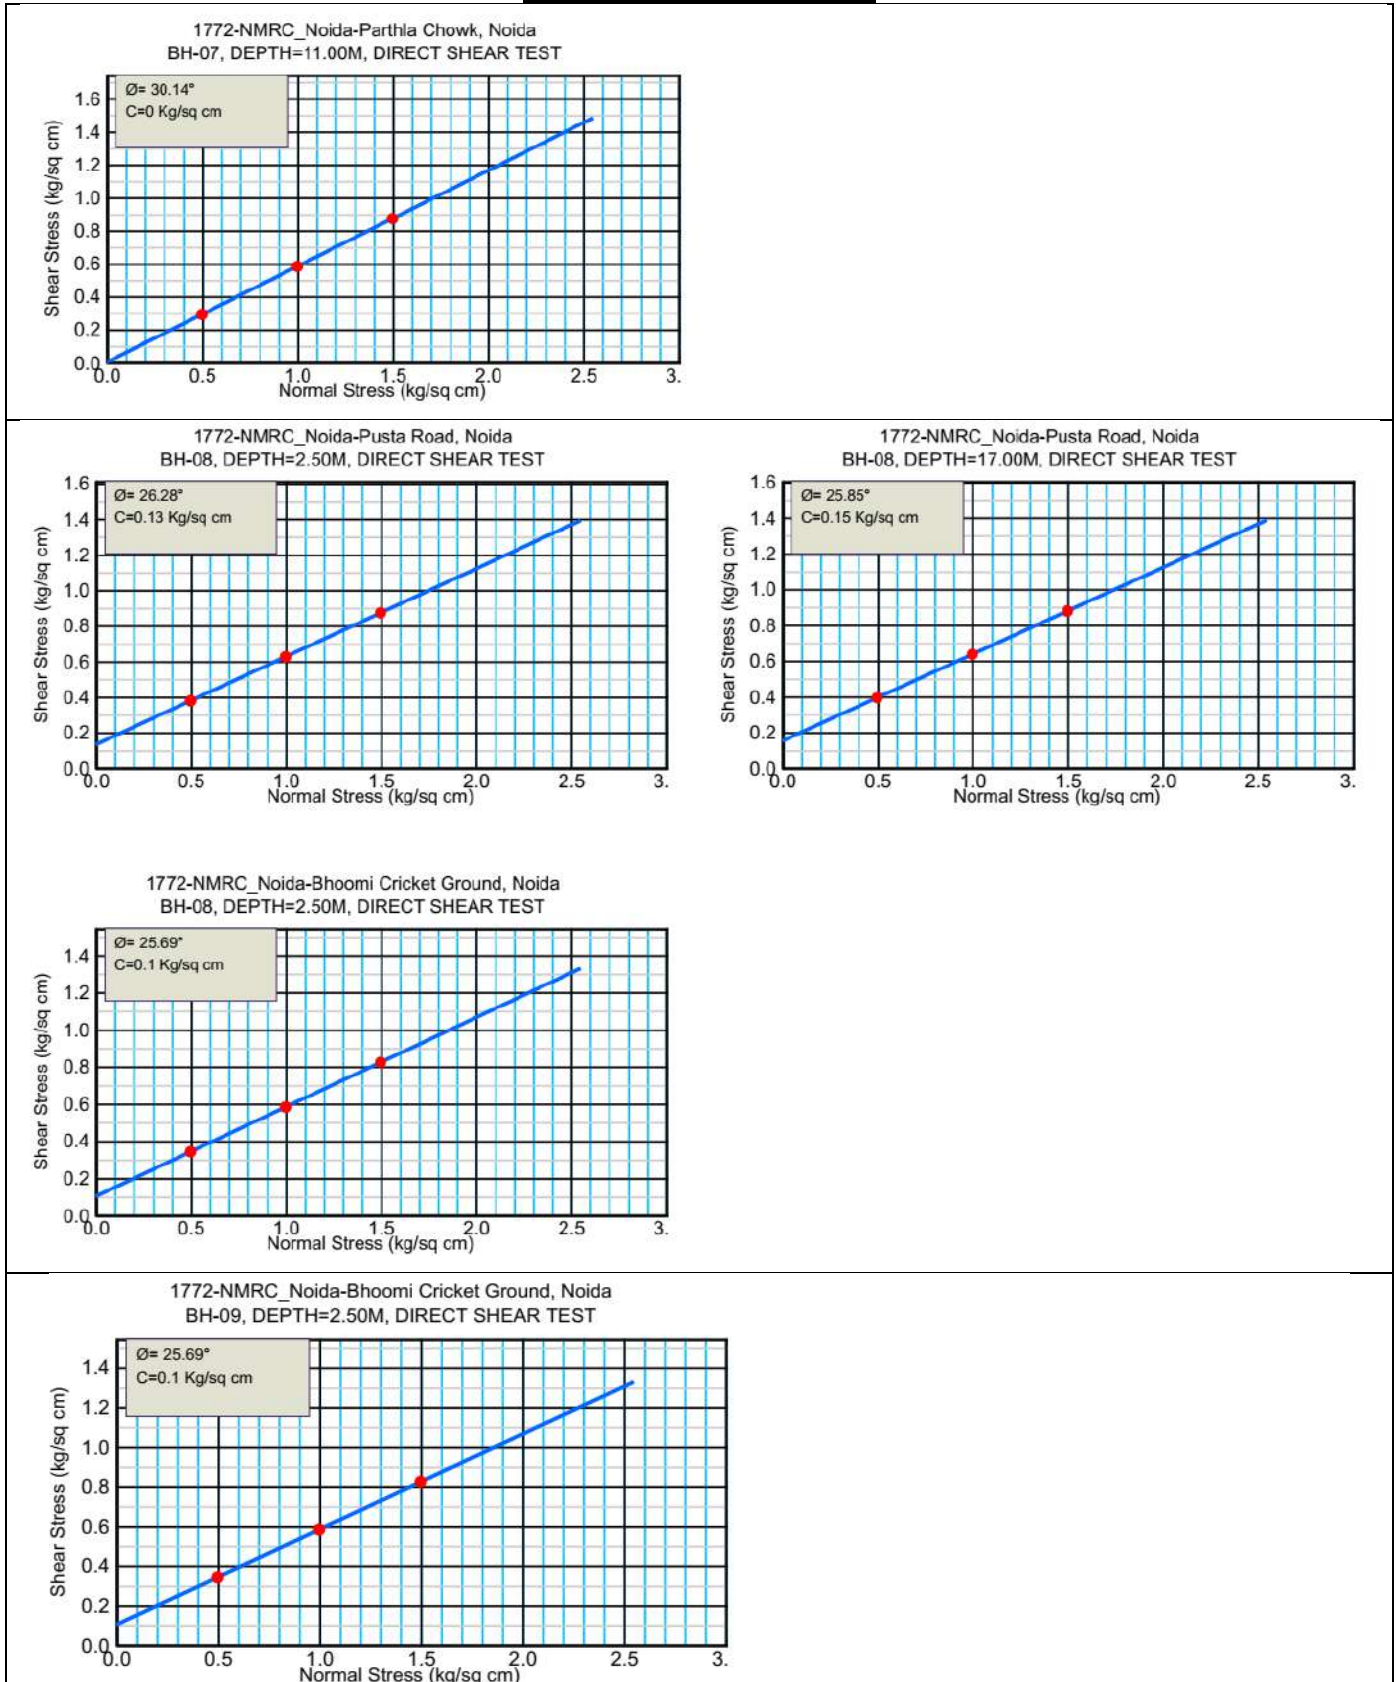 1772-NMRC_Noida-Parthla Chowk, Noida
BH-07, DEPTH=11.00M, DIRECT SHEAR TEST
Ø= 30.14°
C=0 Kg/sq cm
Shear Stress (kg/sq cm)
1.6
1.4
1.2
1.0
0.8
0.6
0.4
0.2
0.0
0.0 0.5 1.0 1.5 2.0 2.5 3.
Normal Stress (kg/sq cm)
1772-NMRC_Noida-Pusta Road, Noida
BH-08, DEPTH=2.50M, DIRECT SHEAR TEST
Ø= 26.28°
C=0.13 Kg/sq cm
Shear Stress (kg/sq cm)
1.6
1.4
1.2
1.0
0.8
0.6
0.4
0.2
0.0
0.0 0.5 1.0 1.5 2.0 2.5 3.
Normal Stress (kg/sq cm)
1772-NMRC_Noida-Pusta Road, Noida
BH-08, DEPTH=17.00M, DIRECT SHEAR TEST
Ø= 25.85°
C=0.15 Kg/sq cm
Shear Stress (kg/sq cm)
1.6
1.4
1.2
1.0
0.8
0.6
0.4
0.2
0.0
0.0 0.5 1.0 1.5 2.0 2.5 3.
Normal Stress (kg/sq cm)
1772-NMRC_Noida-Bhoomi Cricket Ground, Noida
BH-08, DEPTH=2.50M, DIRECT SHEAR TEST
Ø= 25.69°
C=0.1 Kg/sq cm
Shear Stress (kg/sq cm)
1.4
1.2
1.0
0.8
0.6
0.4
0.2
0.0
0.0 0.5 1.0 1.5 2.0 2.5 3.
Normal Stress (kg/sq cm)
1772-NMRC_Noida-Bhoomi Cricket Ground, Noida
BH-09, DEPTH=2.50M, DIRECT SHEAR TEST
Ø= 25.69°
C=0.1 Kg/sq cm
Shear Stress (kg/sq cm)
1.4
1.2
1.0
0.8
0.6
0.4
0.2
0.0
0.0 0.5 1.0 1.5 2.0 2.5 3.
Normal Stress (kg/sq cm)